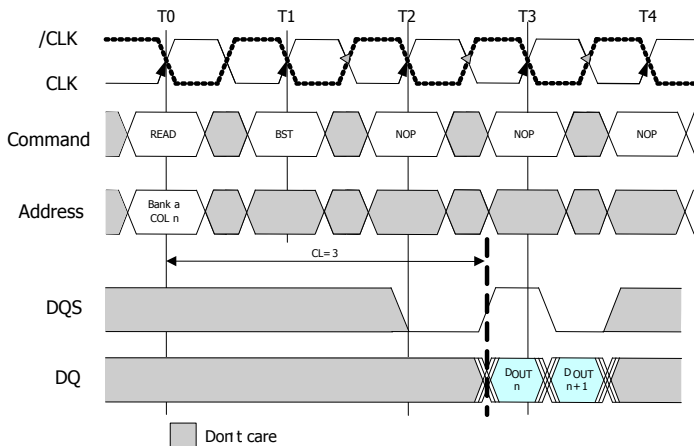 T0 T1 T2 T3 T4
/CLK
CLK
Command READ BST NOP NOP NOP
Address Bank a
COL n
CL=3
DQS
DQ DOUT
n DOUT
n+1
Don't care